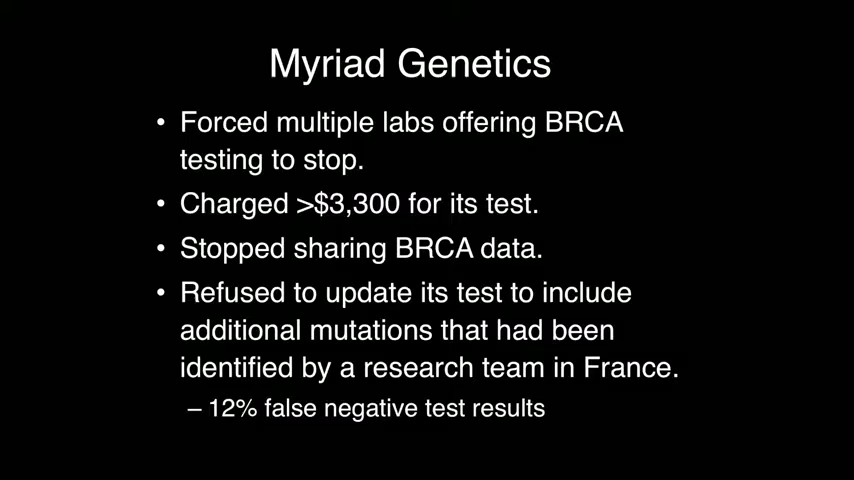 Myriad Genetics
• Forced multiple labs offering BRCA
testing to stop.
• Charged >$3,300 for its test.
• Stopped sharing BRCA data.
• Refused to update its test to include
additional mutations that had been
identified by a research team in France.
– 12% false negative test results